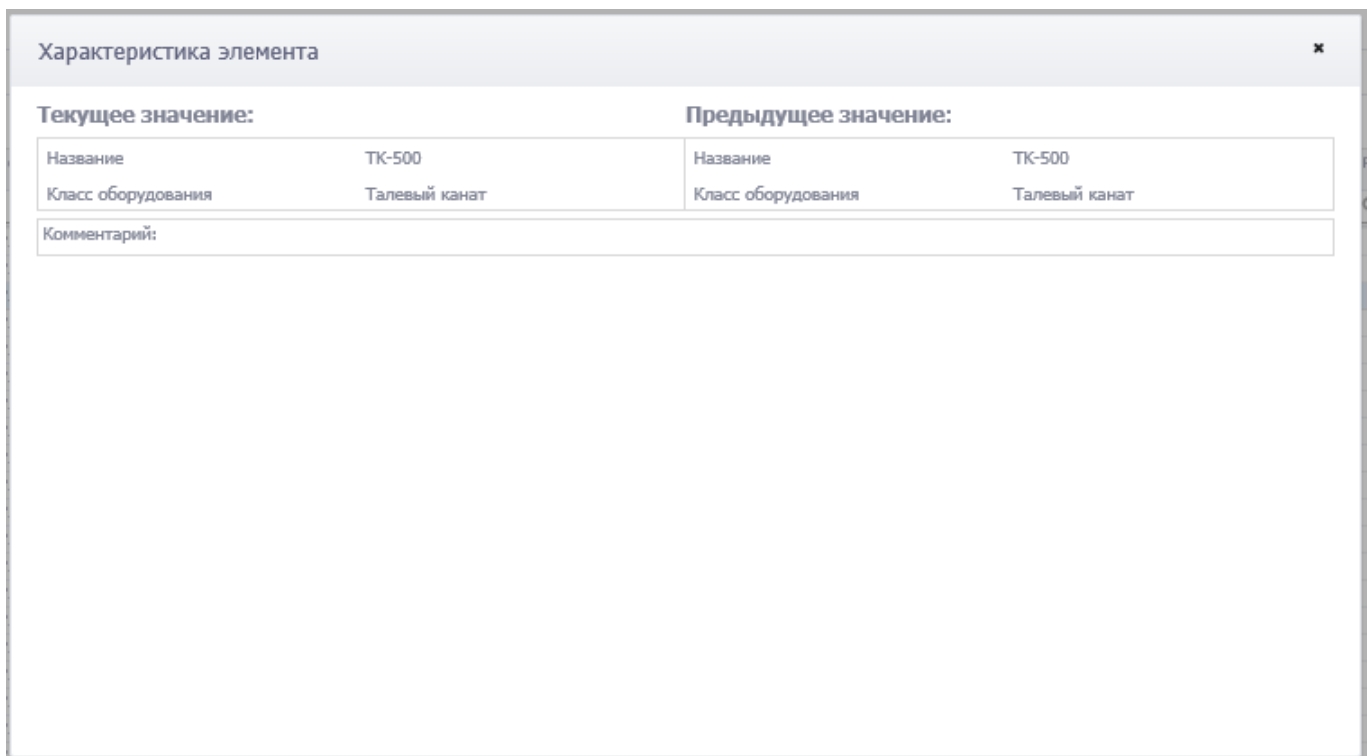 Характеристика элемента
Текущее значение: Предыдущее значение:
Название ТК-500 Название ТК-500
Класс оборудования Талевый канат Класс оборудования Талевый канат
Комментарий: